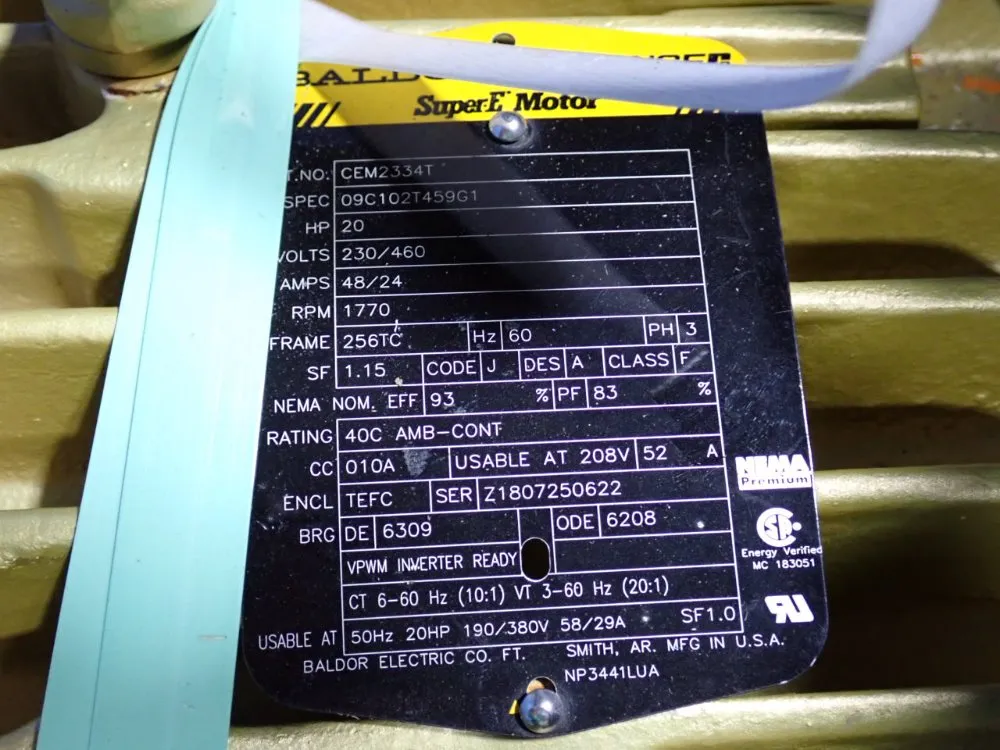 Super-E Motor
CEM2334T
SPEC 09C102T459G1
HP 20
VOLTS 230/460
AMPS 48/24
RPM 1770
FRAME 256TC Hz 60 PH 3
SF 1.15 CODE J DES A CLASS F
NEMA NOM. EFF 93 % PF 83 %
RATING 40C AMB-CONT
CC 010A USABLE AT 208V 52 A
ENCL TEFC SER Z1807250622
BRG DE 6309 ODE 6208
VPWM INVERTER READY
CT 6-60 Hz (10:1) VT 3-60 Hz (20:1)
USABLE AT 50Hz 20HP 190/380V 58/29A SF1.0
BALDOR ELECTRIC CO. FT. SMITH, AR. MFG IN U.S.A.
NP3441LUA
NEMA
Premium
Energy Verified
MC 183051